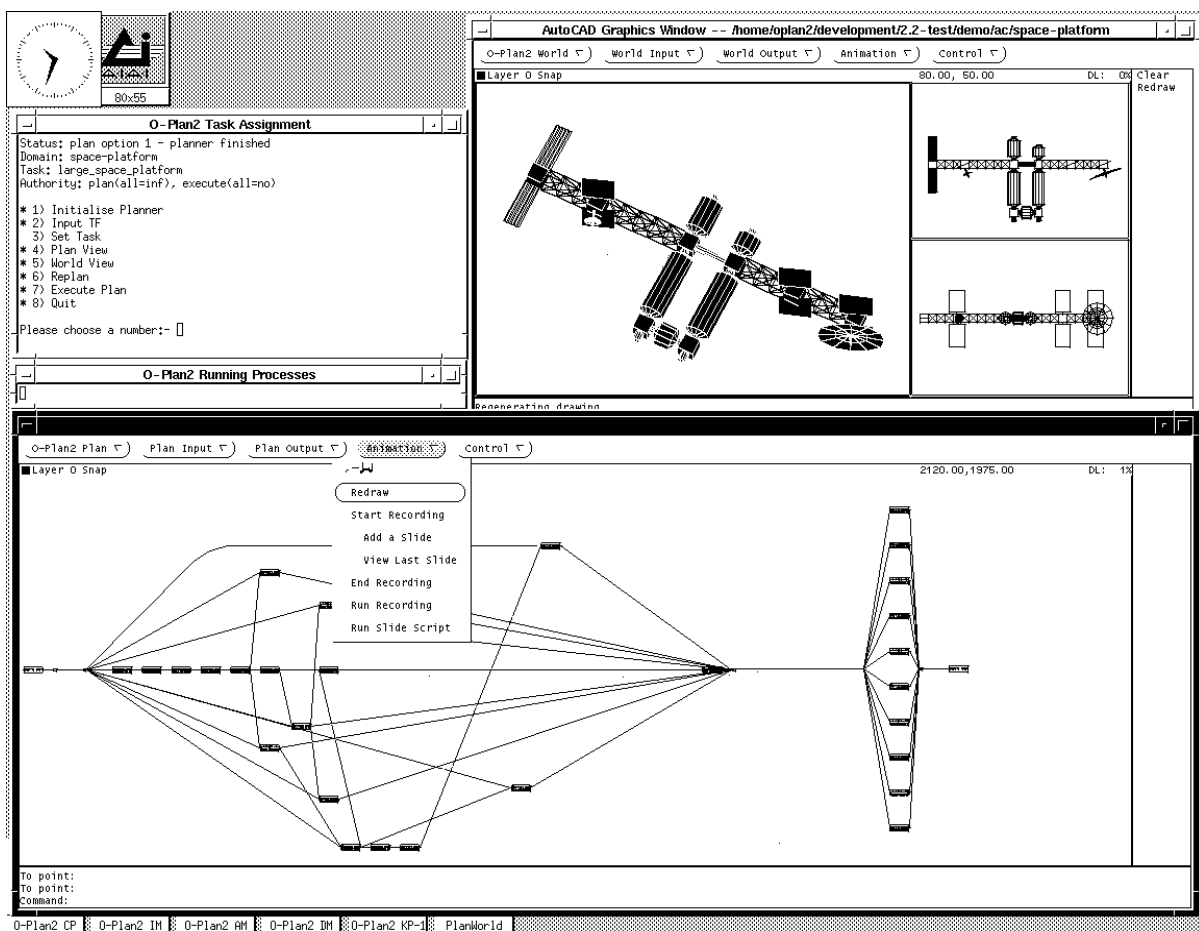 Ai
AIAI
80x55
O-Plan2 Task Assignment
Status: plan option 1 - planner finished
Domain: space-platform
Task: large_space_platform
Authority: plan(all=inf), execute(all=no)
* 1) Initialise Planner
* 2) Input TF
3) Set Task
* 4) Plan View
* 5) World View
* 6) Replan
* 7) Execute Plan
* 8) Quit
Please choose a number:-
O-Plan2 Running Processes
AutoCAD Graphics Window -- /home/oplan2/development/2.2-test/demo/ac/space-platform
O-Plan2 World World Input World Output Animation Control
Layer 0 Snap 80.00, 50.00 DL: 0% Clear
Redraw
Regenerating drawing
O-Plan2 Plan Plan Input Plan Output Animation Control
Layer 0 Snap 2120.00,1975.00 DL: 1%
Redraw
Start Recording
Add a Slide
View Last Slide
End Recording
Run Recording
Run Slide Script
To point:
To point:
Command:
O-Plan2 CP O-Plan2 IM O-Plan2 AM O-Plan2 DM O-Plan2 KP-1 PlanWorld